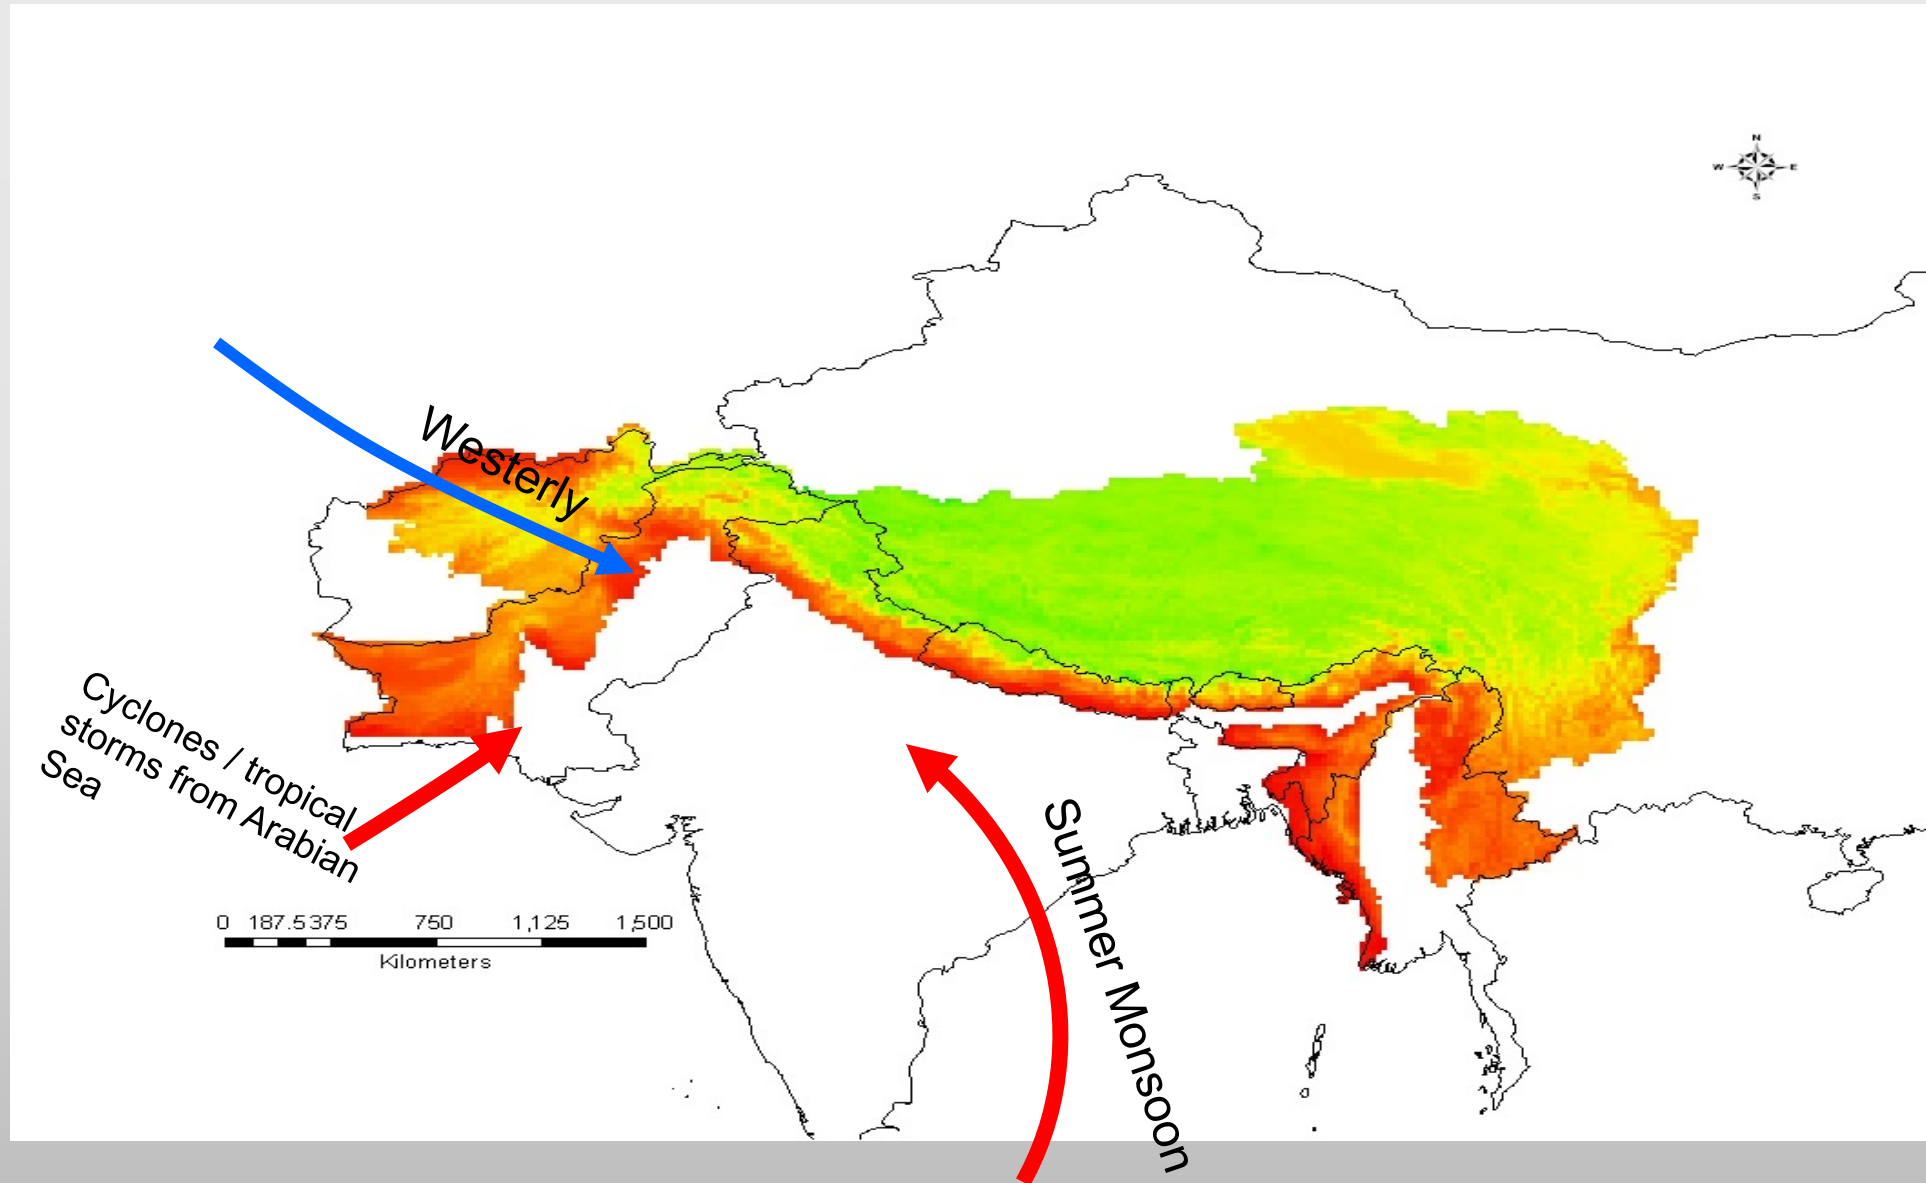 N
W E
S
Westerly
Cyclones / tropical
storms from Arabian
Sea
Summer Monsoon
0 187.5 375 750 1,125 1,500
Kilometers